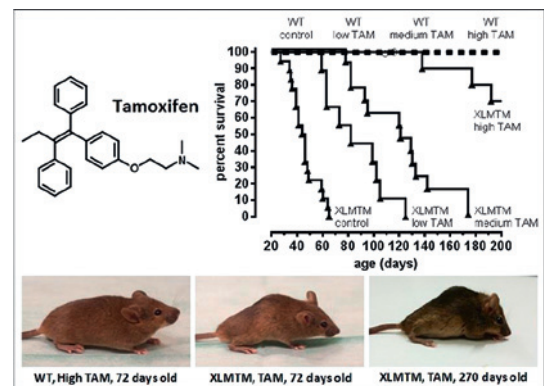 Tamoxifen
O
N
WT control
WT low TAM
WT medium TAM
WT high TAM
percent survival
100
90
80
70
60
50
40
30
20
10
0
XLMTM high TAM
XLMTM control
XLMTM low TAM
XLMTM medium TAM
20 40 60 80 100 120 140 160 180 200
age (days)
WT, High TAM, 72 days old
XLMTM, TAM, 72 days old
XLMTM, TAM, 270 days old